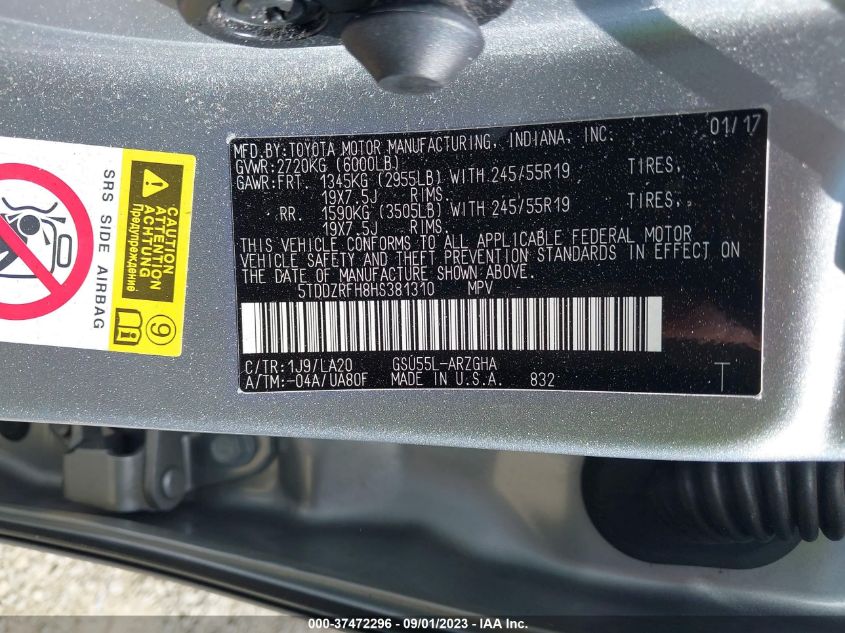 MFD.BY:TOYOTA MOTOR MANUFACTURING, INDIANA, INC. 01/17
GVWR:2720KG (6000LB)
GAWR:FRT. 1345KG (2955LB) WITH 245/55R19 TIRES,
19X7.5J RIMS.
RR. 1590KG (3505LB) WITH 245/55R19 TIRES,
19X7.5J RIMS.
THIS VEHICLE CONFORMS TO ALL APPLICABLE FEDERAL MOTOR
VEHICLE SAFETY AND THEFT PREVENTION STANDARDS IN EFFECT ON
THE DATE OF MANUFACTURE SHOWN ABOVE.
5TDDZRFH8HS381310 MPV
C/TR:1J9/LA20 GSU55L-ARZGHA
A/TM:-04A/UA80F MADE IN U.S.A. 832 T
SRS SIDE AIRBAG
CAUTION
ATTENTION
ACHTUNG
Предупреждение
9
000-37472296 - 09/01/2023 - IAA Inc.